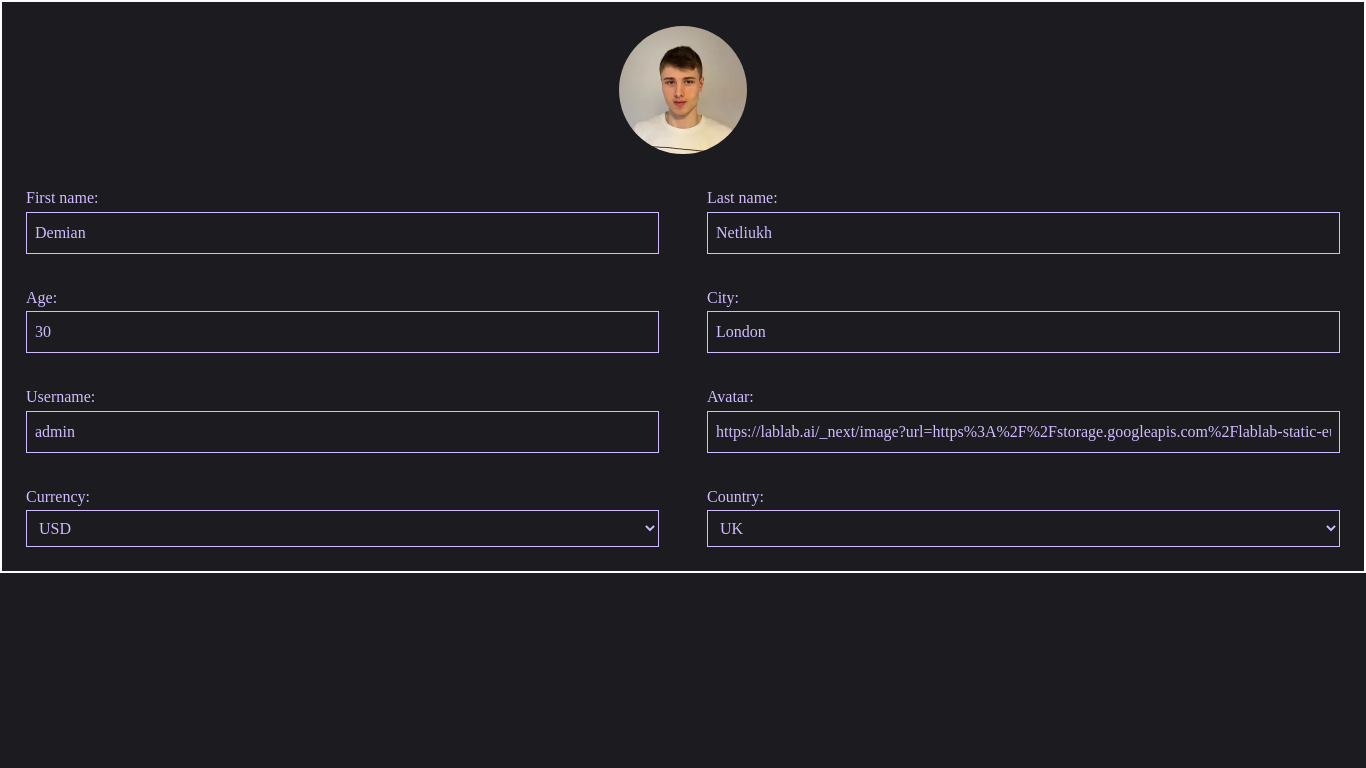 First name:
Last name:
Demian
Netliukh
Age:
City:
30
London
Username:
Avatar:
admin
https://lablab.ai/_next/image?url=https%3A%2F%2Fstorage.googleapis.com%2Flablab-static-eu
Currency:
Country:
USD
UK